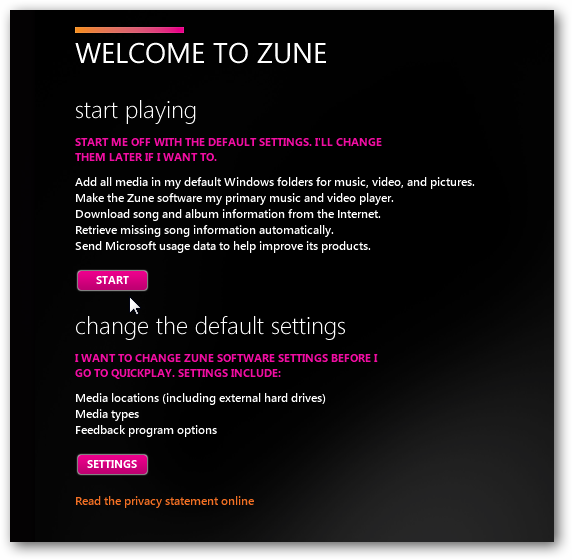 WELCOME TO ZUNE
start playing
START ME OFF WITH THE DEFAULT SETTINGS. I'LL CHANGE
THEM LATER IF I WANT TO.
Add all media in my default Windows folders for music, video, and pictures.
Make the Zune software my primary music and video player.
Download song and album information from the Internet.
Retrieve missing song information automatically.
Send Microsoft usage data to help improve its products.
START
change the default settings
I WANT TO CHANGE ZUNE SOFTWARE SETTINGS BEFORE I
GO TO QUICKPLAY. SETTINGS INCLUDE:
Media locations (including external hard drives)
Media types
Feedback program options
SETTINGS
Read the privacy statement online